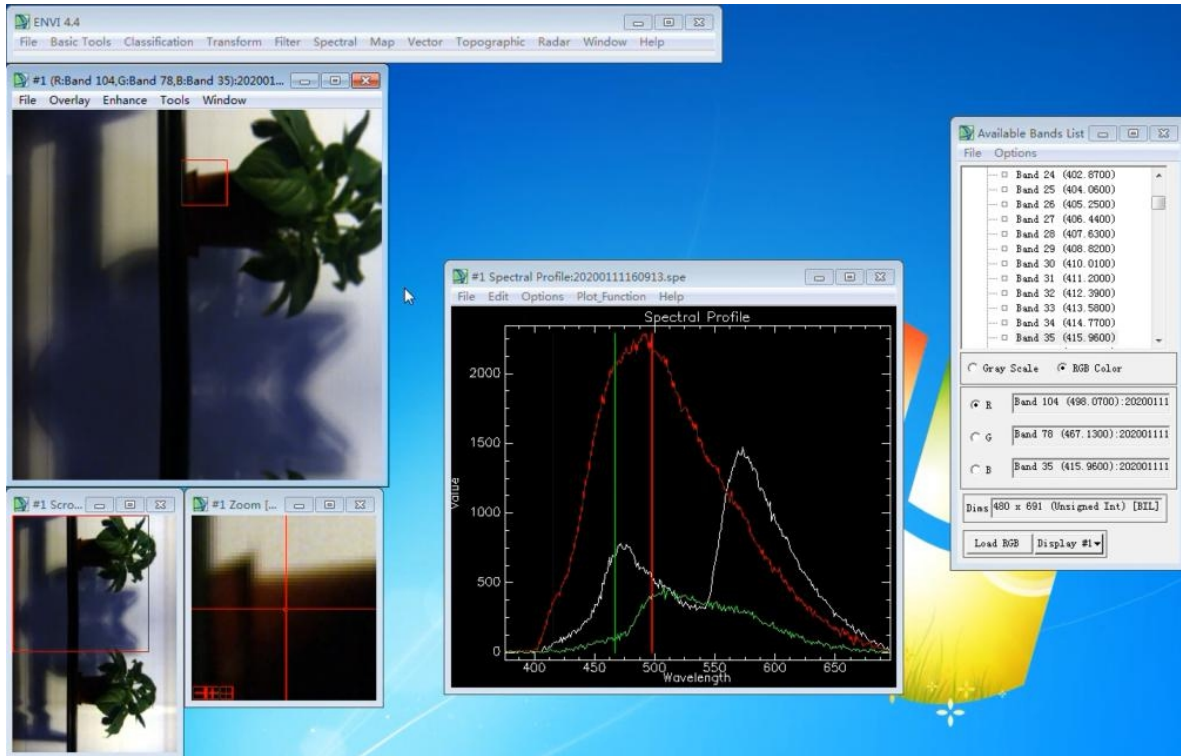 ENVI 4.4
File Basic Tools Classification Transform Filter Spectral Map Vector Topographic Radar Window Help
#1 (R:Band 104,G:Band 78,B:Band 35):202001...
File Overlay Enhance Tools Window
Available Bands List
File Options
Band 24 (402.8700)
Band 25 (404.0600)
Band 26 (405.2500)
Band 27 (406.4400)
Band 28 (407.6300)
Band 29 (408.8200)
Band 30 (410.0100)
Band 31 (411.2000)
Band 32 (412.3900)
Band 33 (413.5800)
Band 34 (414.7700)
Band 35 (415.9600)
Gray Scale RGB Color
R Band 104 (498.0700):20200111
G Band 78 (467.1300):20200111
B Band 35 (415.9600):20200111
Dims 480 x 691 (Unsigned Int) [BIL]
Load RGB Display #1
#1 Spectral Profile:20200111160913.spe
File Edit Options Plot_Function Help
Spectral Profile
2000
1500
1000
500
0
Value
400 450 500 550 600 650
Wavelength
#1 Scro...
#1 Zoom [...